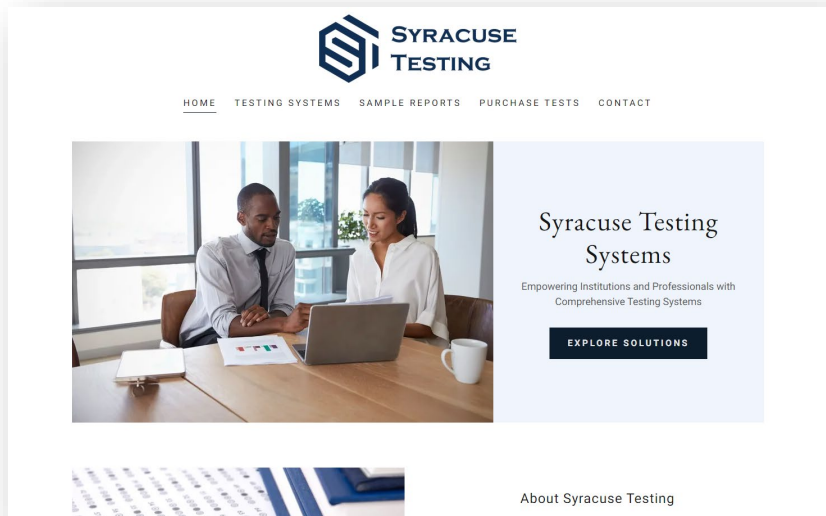 SYRACUSE
TESTING
HOME TESTING SYSTEMS SAMPLE REPORTS PURCHASE TESTS CONTACT
Syracuse Testing
Systems
Empowering Institutions and Professionals with
Comprehensive Testing Systems
EXPLORE SOLUTIONS
About Syracuse Testing